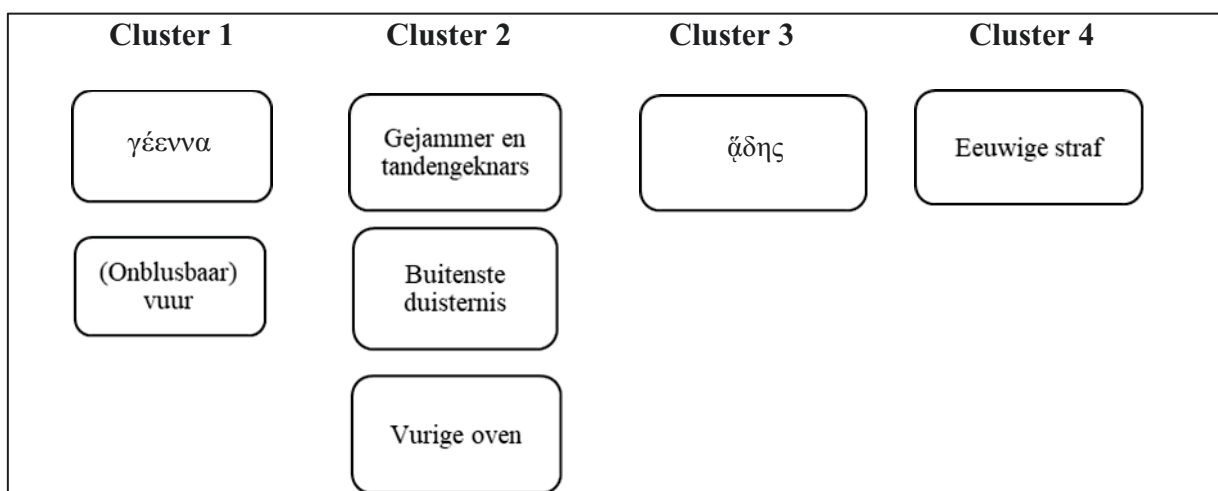 Cluster 1
Cluster 2
Cluster 3
Cluster 4
γέεννα
(Onblusbaar)
vuur
Gejammer en
tandengeknars
Buitenste
duisternis
Vurige oven
ᾅδης
Eeuwige straf